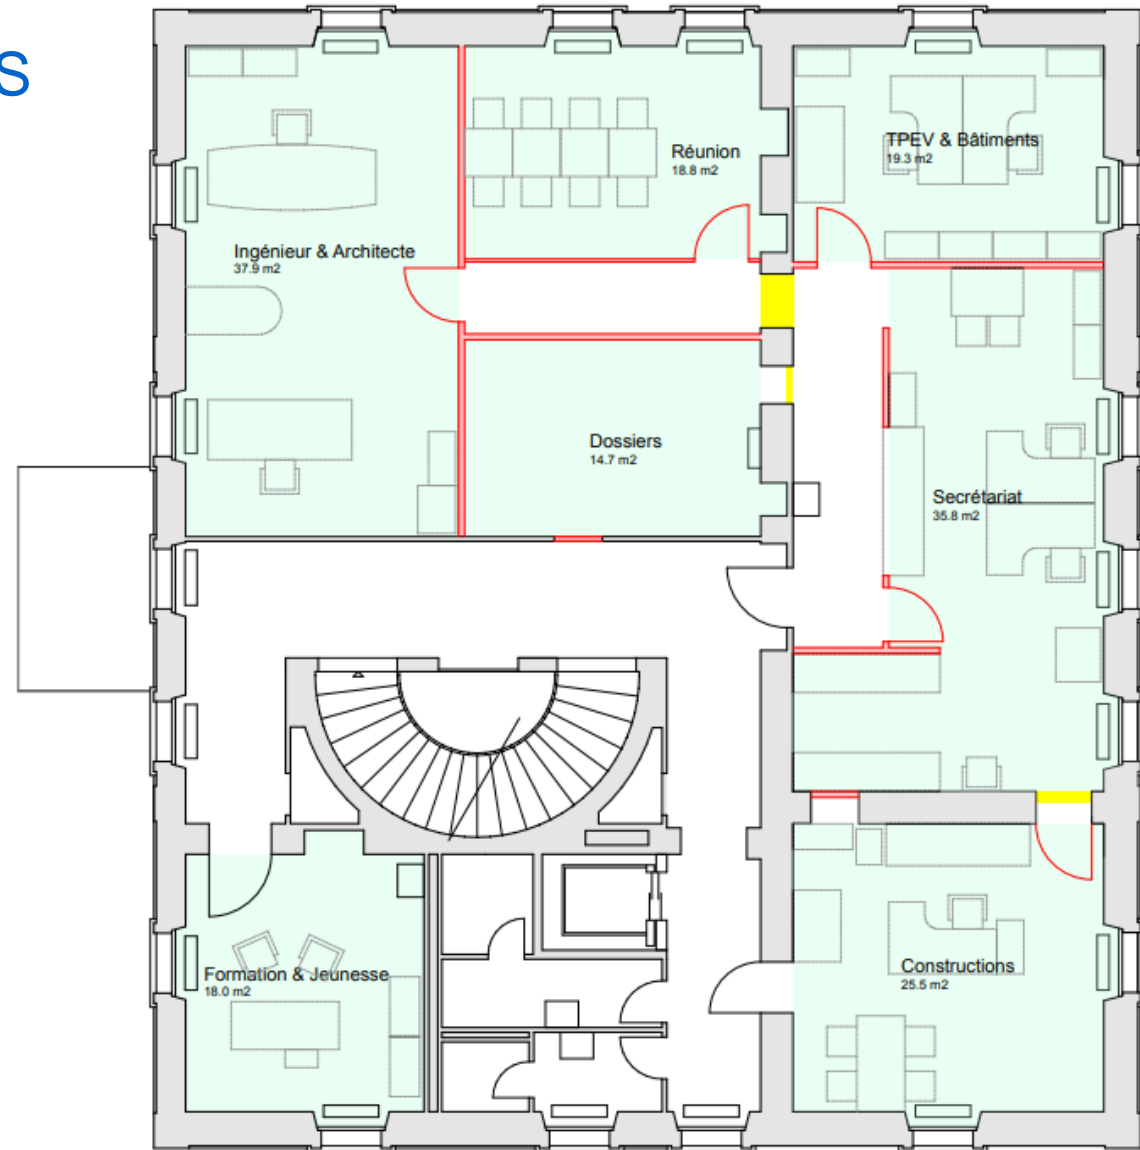 S
Réunion
18.8 m2
TPEV & Bâtiments
19.3 m2
Ingénieur & Architecte
37.9 m2
Dossiers
14.7 m2
Secrétariat
35.8 m2
Formation & Jeunesse
18.0 m2
Constructions
25.5 m2